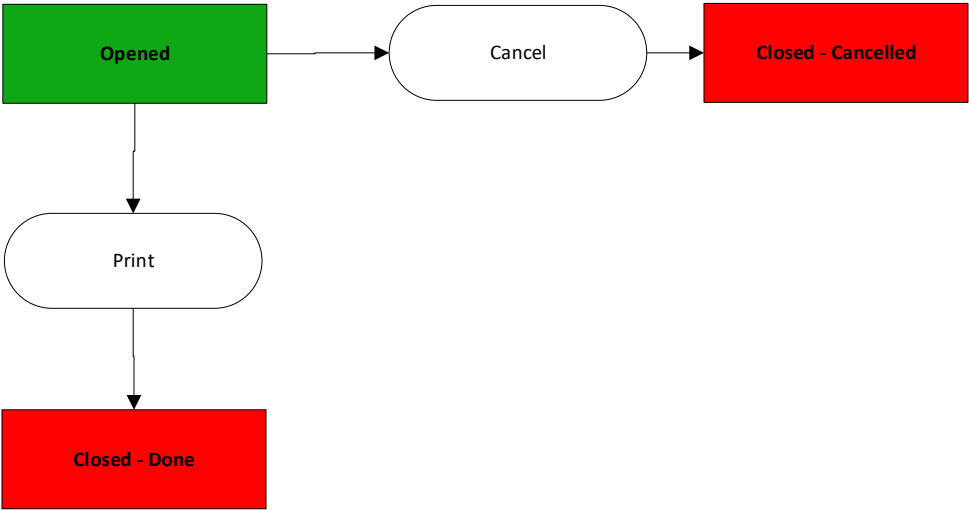 Opened
Cancel
Closed - Cancelled
Print
Closed - Done